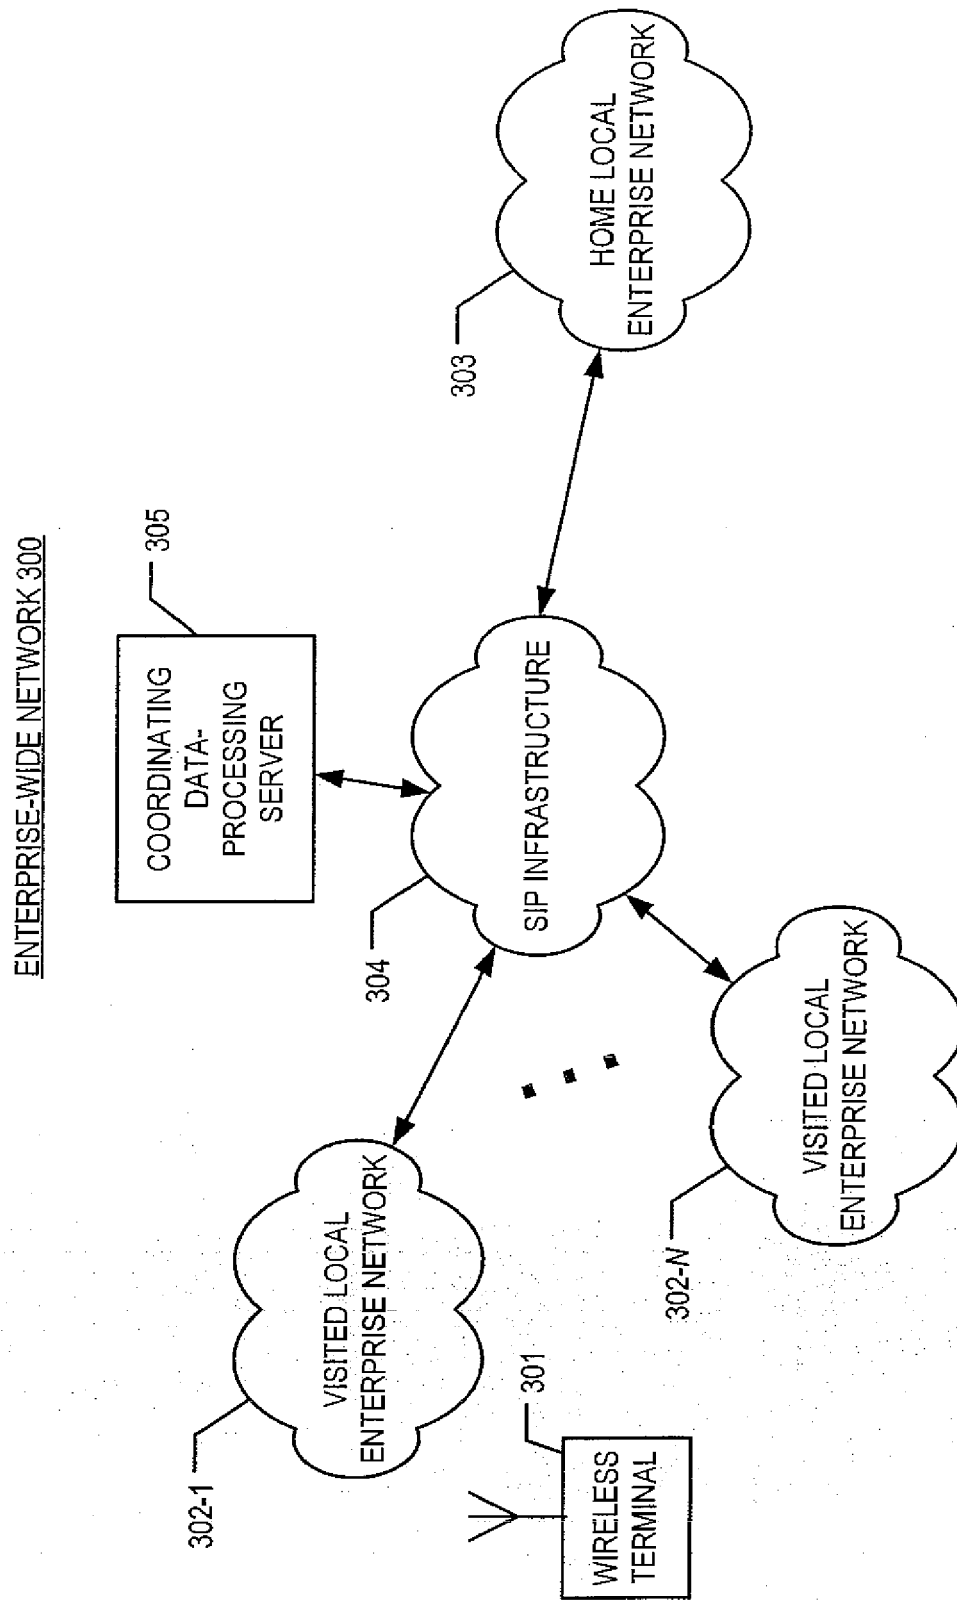 ENTERPRISE-WIDE NETWORK 300
COORDINATING
DATA-
PROCESSING
SERVER
305
302-1
VISITED LOCAL
ENTERPRISE NETWORK
304
SIP INFRASTRUCTURE
303
HOME LOCAL
ENTERPRISE NETWORK
301
WIRELESS
TERMINAL
302-N
VISITED LOCAL
ENTERPRISE NETWORK